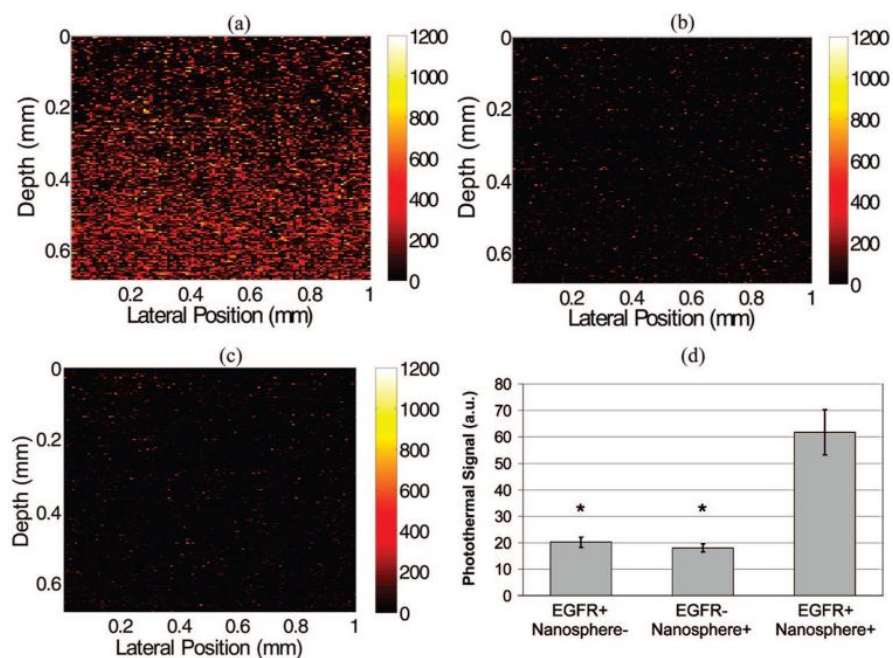 (a)
0
0.2
0.4
0.6
Depth (mm)
0.2 0.4 0.6 0.8 1
Lateral Position (mm)
1200
1000
800
600
400
200
0
(b)
0
0.2
0.4
0.6
Depth (mm)
0.2 0.4 0.6 0.8 1
Lateral Position (mm)
1200
1000
800
600
400
200
0
(c)
0
0.2
0.4
0.6
Depth (mm)
0.2 0.4 0.6 0.8 1
Lateral Position (mm)
1200
1000
800
600
400
200
0
(d)
Photothermal Signal (a.u.)
80
70
60
50
40
30
20
10
0
* *
EGFR+ EGFR- EGFR+
Nanosphere- Nanosphere+ Nanosphere+